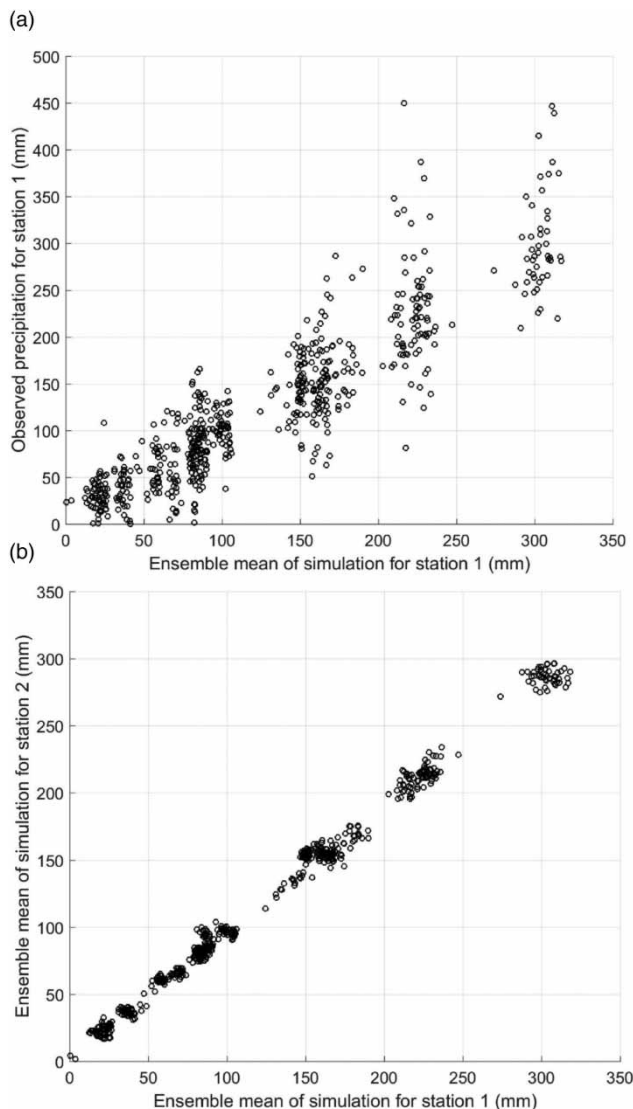 (a)
500
450
400
350
300
250
200
150
100
50
0
Observed precipitation for station 1 (mm)
0 50 100 150 200 250 300 350
Ensemble mean of simulation for station 1 (mm)
(b)
350
300
250
200
150
100
50
0
Ensemble mean of simulation for station 2 (mm)
0 50 100 150 200 250 300 350
Ensemble mean of simulation for station 1 (mm)